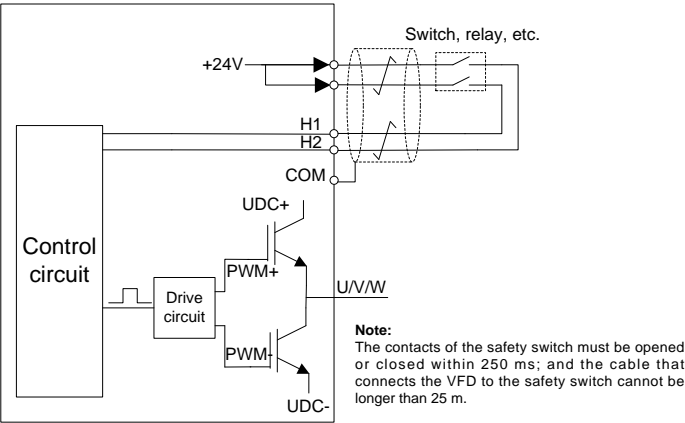 Switch, relay, etc.
+24V
H1
H2
COM
UDC+
Control
circuit
PWM+
Drive
circuit
U/V/W
PWM-
UDC-
Note:
The contacts of the safety switch must be opened
or closed within 250 ms; and the cable that
connects the VFD to the safety switch cannot be
longer than 25 m.